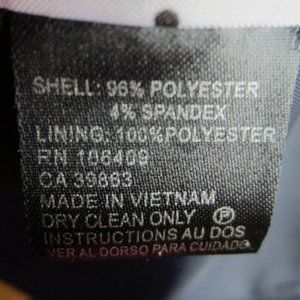 SHELL: 96% POLYESTER
4% SPANDEX
LINING: 100% POLYESTER
RN 106409
CA 39883
MADE IN VIETNAM
DRY CLEAN ONLY Ⓟ
INSTRUCTIONS AU DOS
VER AL DORSO PARA CUIDADO